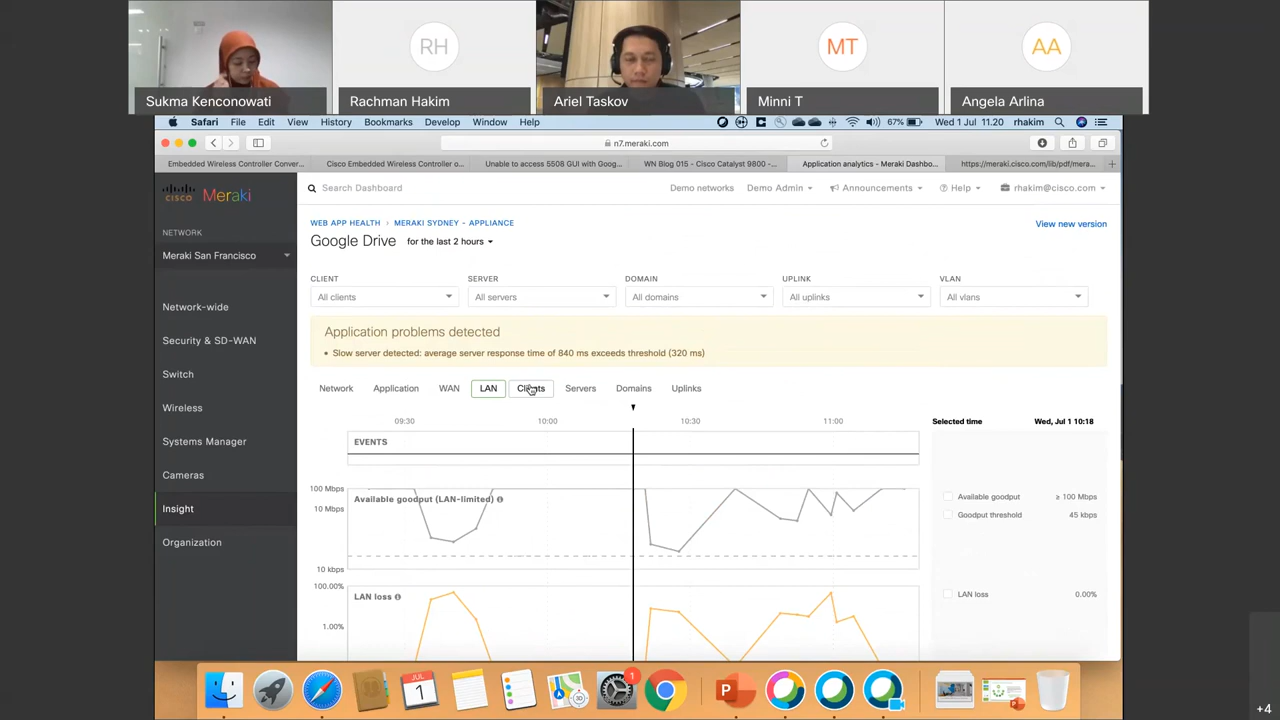 RH
MT
AA
Sukma Kenconowati
Rachman Hakim
Ariel Taskov
Minni T
Angela Arlina
Safari File Edit View History Bookmarks Develop Window Help
67% Wed 1 Jul 11.20 rhakim
n7.meraki.com
Embedded Wireless Controller Conver...
Cisco Embedded Wireless Controller o...
Unable to access 5508 GUI with Goog...
WN Blog 015 – Cisco Catalyst 9800 –...
Application analytics - Meraki Dashbo...
https://meraki.cisco.com/lib/pdf/mera...
CISCO Meraki
Search Dashboard
Demo networks Demo Admin Announcements Help rhakim@cisco.com
NETWORK
Meraki San Francisco
Network-wide
Security & SD-WAN
Switch
Wireless
Systems Manager
Cameras
Insight
Organization
WEB APP HEALTH > MERAKI SYDNEY - APPLIANCE
View new version
Google Drive for the last 2 hours
CLIENT SERVER DOMAIN UPLINK VLAN
All clients All servers All domains All uplinks All vlans
Application problems detected
• Slow server detected: average server response time of 840 ms exceeds threshold (320 ms)
Network Application WAN LAN Clients Servers Domains Uplinks
09:30 10:00 10:30 11:00
Selected time Wed, Jul 1 10:18
EVENTS
100 Mbps
Available goodput (LAN-limited)
10 Mbps
10 kbps
Available goodput ≥ 100 Mbps
Goodput threshold 45 kbps
100.00%
LAN loss
1.00%
LAN loss 0.00%
JUL
1
1
+4